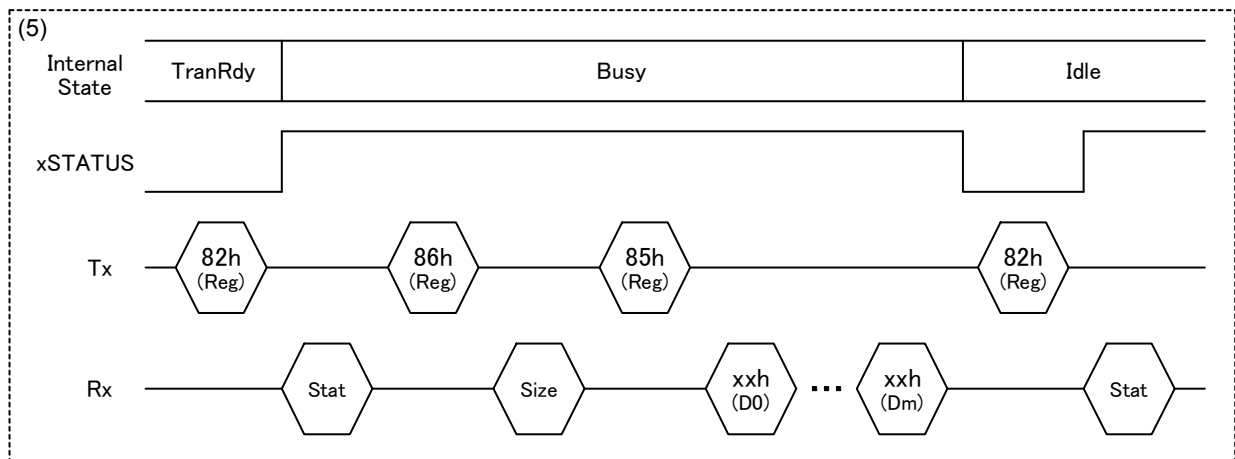 (5)
Internal
State
TranRdy
Busy
Idle
xSTATUS
Tx
82h
(Reg)
86h
(Reg)
85h
(Reg)
82h
(Reg)
Rx
Stat
Size
xxh
(D0)
•••
xxh
(Dm)
Stat